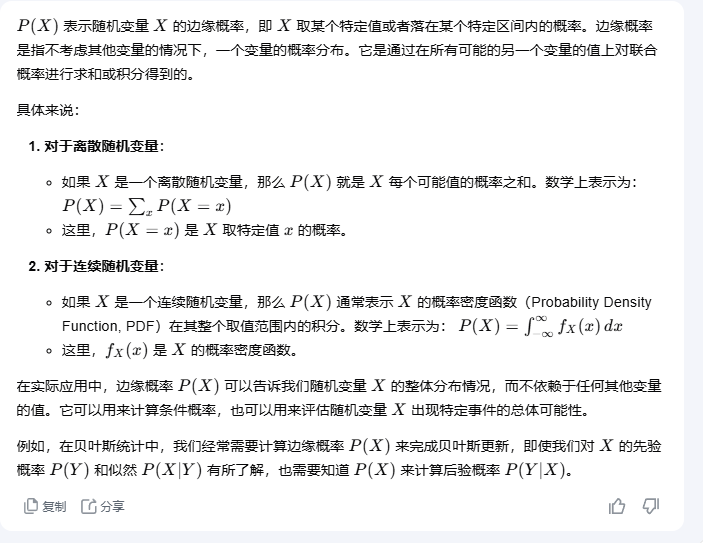 P(X) 表示随机变量 X 的边缘概率，即 X 取某个特定值或者落在某个特定区间内的概率。边缘概率
是指不考虑其他变量的情况下，一个变量的概率分布。它是通过在所有可能的另一个变量的值上对联合
概率进行求和或积分得到的。
具体来说：
1. 对于离散随机变量：
如果 X 是一个离散随机变量，那么 P(X) 就是 X 每个可能值的概率之和。数学上表示为：
P(X) = ∑ₓ P(X = x)
这里，P(X = x) 是 X 取特定值 x 的概率。
2. 对于连续随机变量：
如果 X 是一个连续随机变量，那么 P(X) 通常表示 X 的概率密度函数（Probability Density
Function, PDF）在其整个取值范围内的积分。数学上表示为： P(X) = ∫_{-∞}^{∞} f_X(x) dx
这里，f_X(x) 是 X 的概率密度函数。
在实际应用中，边缘概率 P(X) 可以告诉我们随机变量 X 的整体分布情况，而不依赖于任何其他变量
的值。它可以用来计算条件概率，也可以用来评估随机变量 X 出现特定事件的总体可能性。
例如，在贝叶斯统计中，我们经常需要计算边缘概率 P(X) 来完成贝叶斯更新，即使我们对 X 的先验
概率 P(Y) 和似然 P(X|Y) 有所了解，也需要知道 P(X) 来计算后验概率 P(Y|X)。
复制 分享